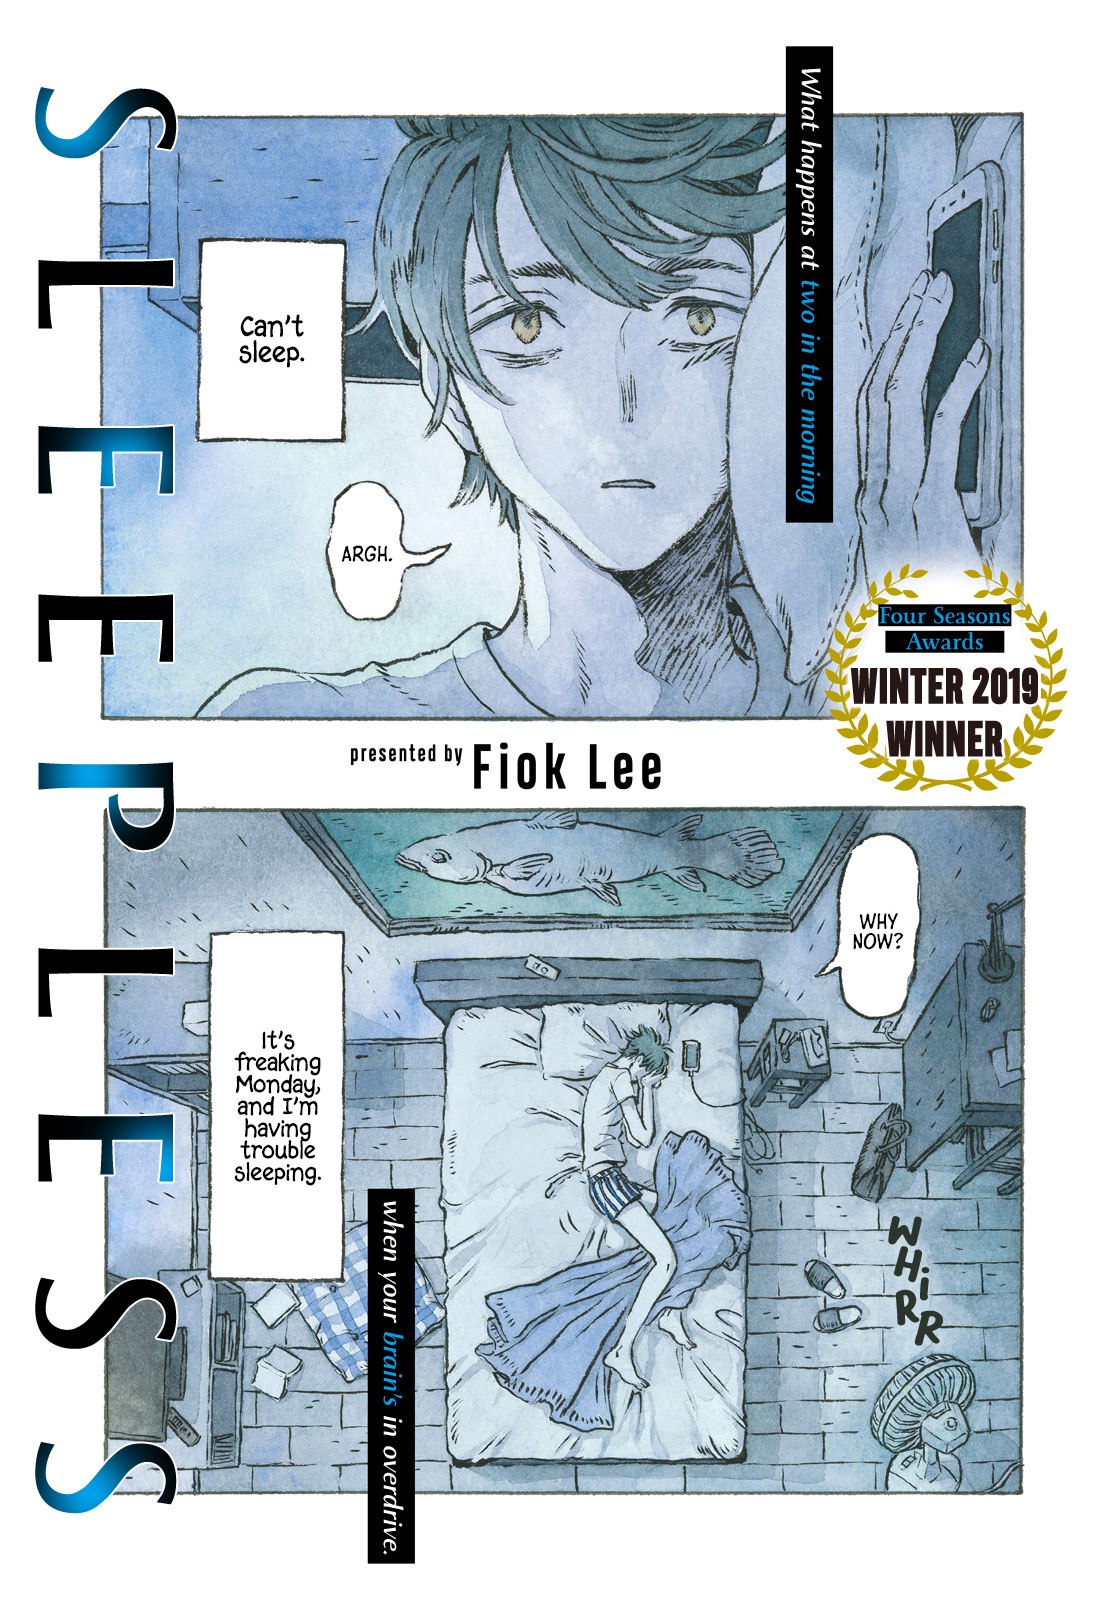 SLEEPLESS
What happens at two in the morning
Can't
sleep.
ARGH.
Four Seasons
Awards
WINTER 2019
WINNER
presented by Fiok Lee
WHY
NOW?
It's
freaking
Monday,
and I'm
having
trouble
sleeping.
WHiRR
when your brain's in overdrive.